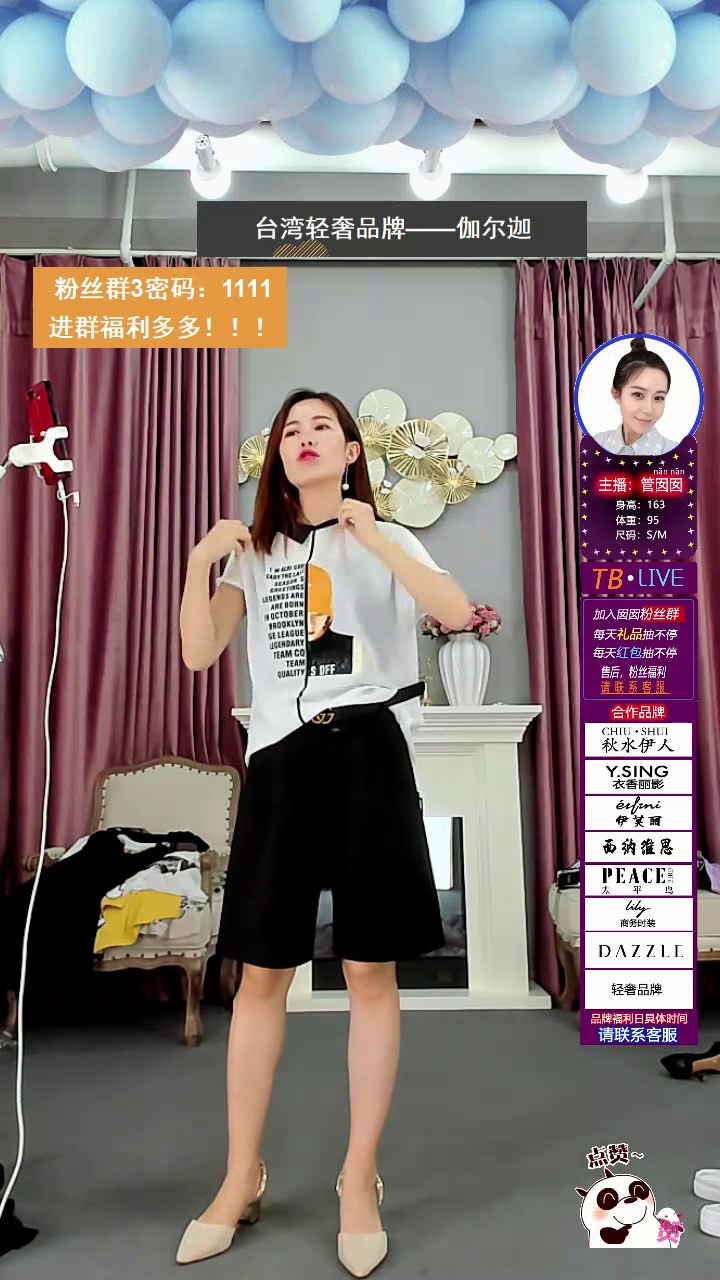 台湾轻奢品牌——伽尔迦
粉丝群3密码：1111
进群福利多多！！！
nān nān
主播：管囡囡
身高：163
体重：95
尺码：S/M
TB•LIVE
加入囡囡粉丝群
每天礼品抽不停
每天红包抽不停
售后，粉丝福利
请联系客服
合作品牌
CHIU•SHUI
秋水伊人
Y.SING
衣香丽影
éifini
伊芙丽
西纳维思
PEACE
太平鸟
lily
商务时装
DAZZLE
轻奢品牌
品牌福利日具体时间
请联系客服
点赞~
I'M ALRI GOO
LADY THE LAT
SEASON S
GREETINGS
LEGENDS ARE
ARE BORN
IN OCTOBER
BROOKLYN
GE LEAGUE
LEGENDARY
TEAM CO
TEAM
QUALITY
S OFF